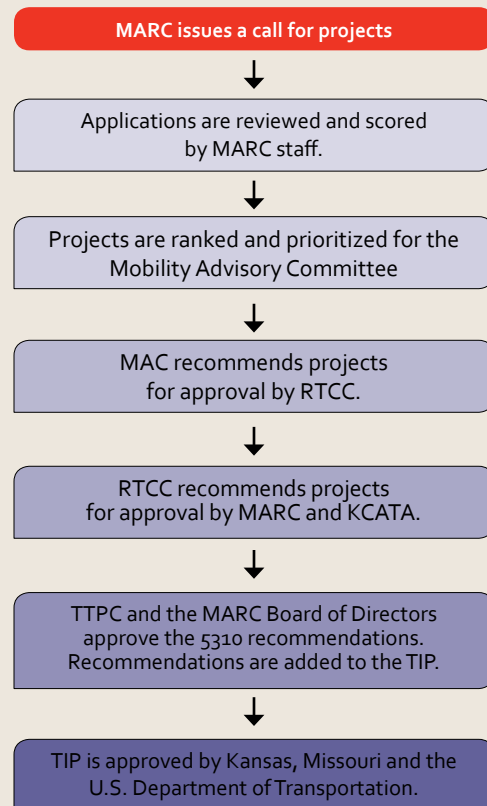 MARC issues a call for projects
Applications are reviewed and scored
by MARC staff.
Projects are ranked and prioritized for the
Mobility Advisory Committee
MAC recommends projects
for approval by RTCC.
RTCC recommends projects
for approval by MARC and KCATA.
TTPC and the MARC Board of Directors
approve the 5310 recommendations.
Recommendations are added to the TIP.
TIP is approved by Kansas, Missouri and the
U.S. Department of Transportation.